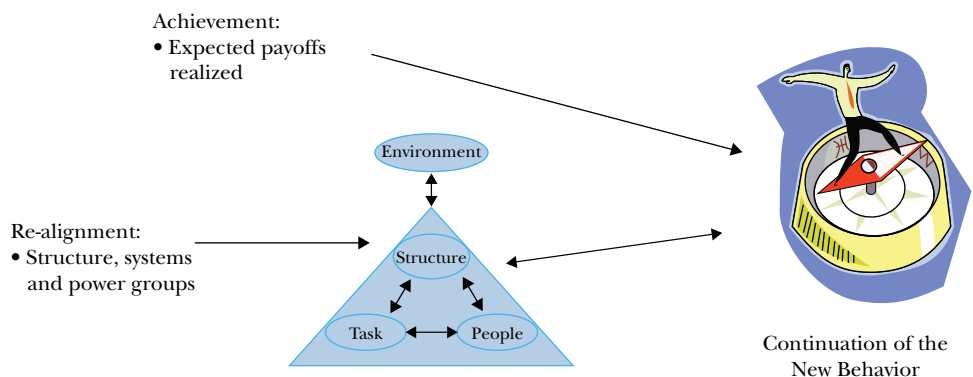 Achievement:
• Expected payoffs
realized
Environment
Re-alignment:
• Structure, systems
and power groups
Structure
Task
People
Continuation of the
New Behavior